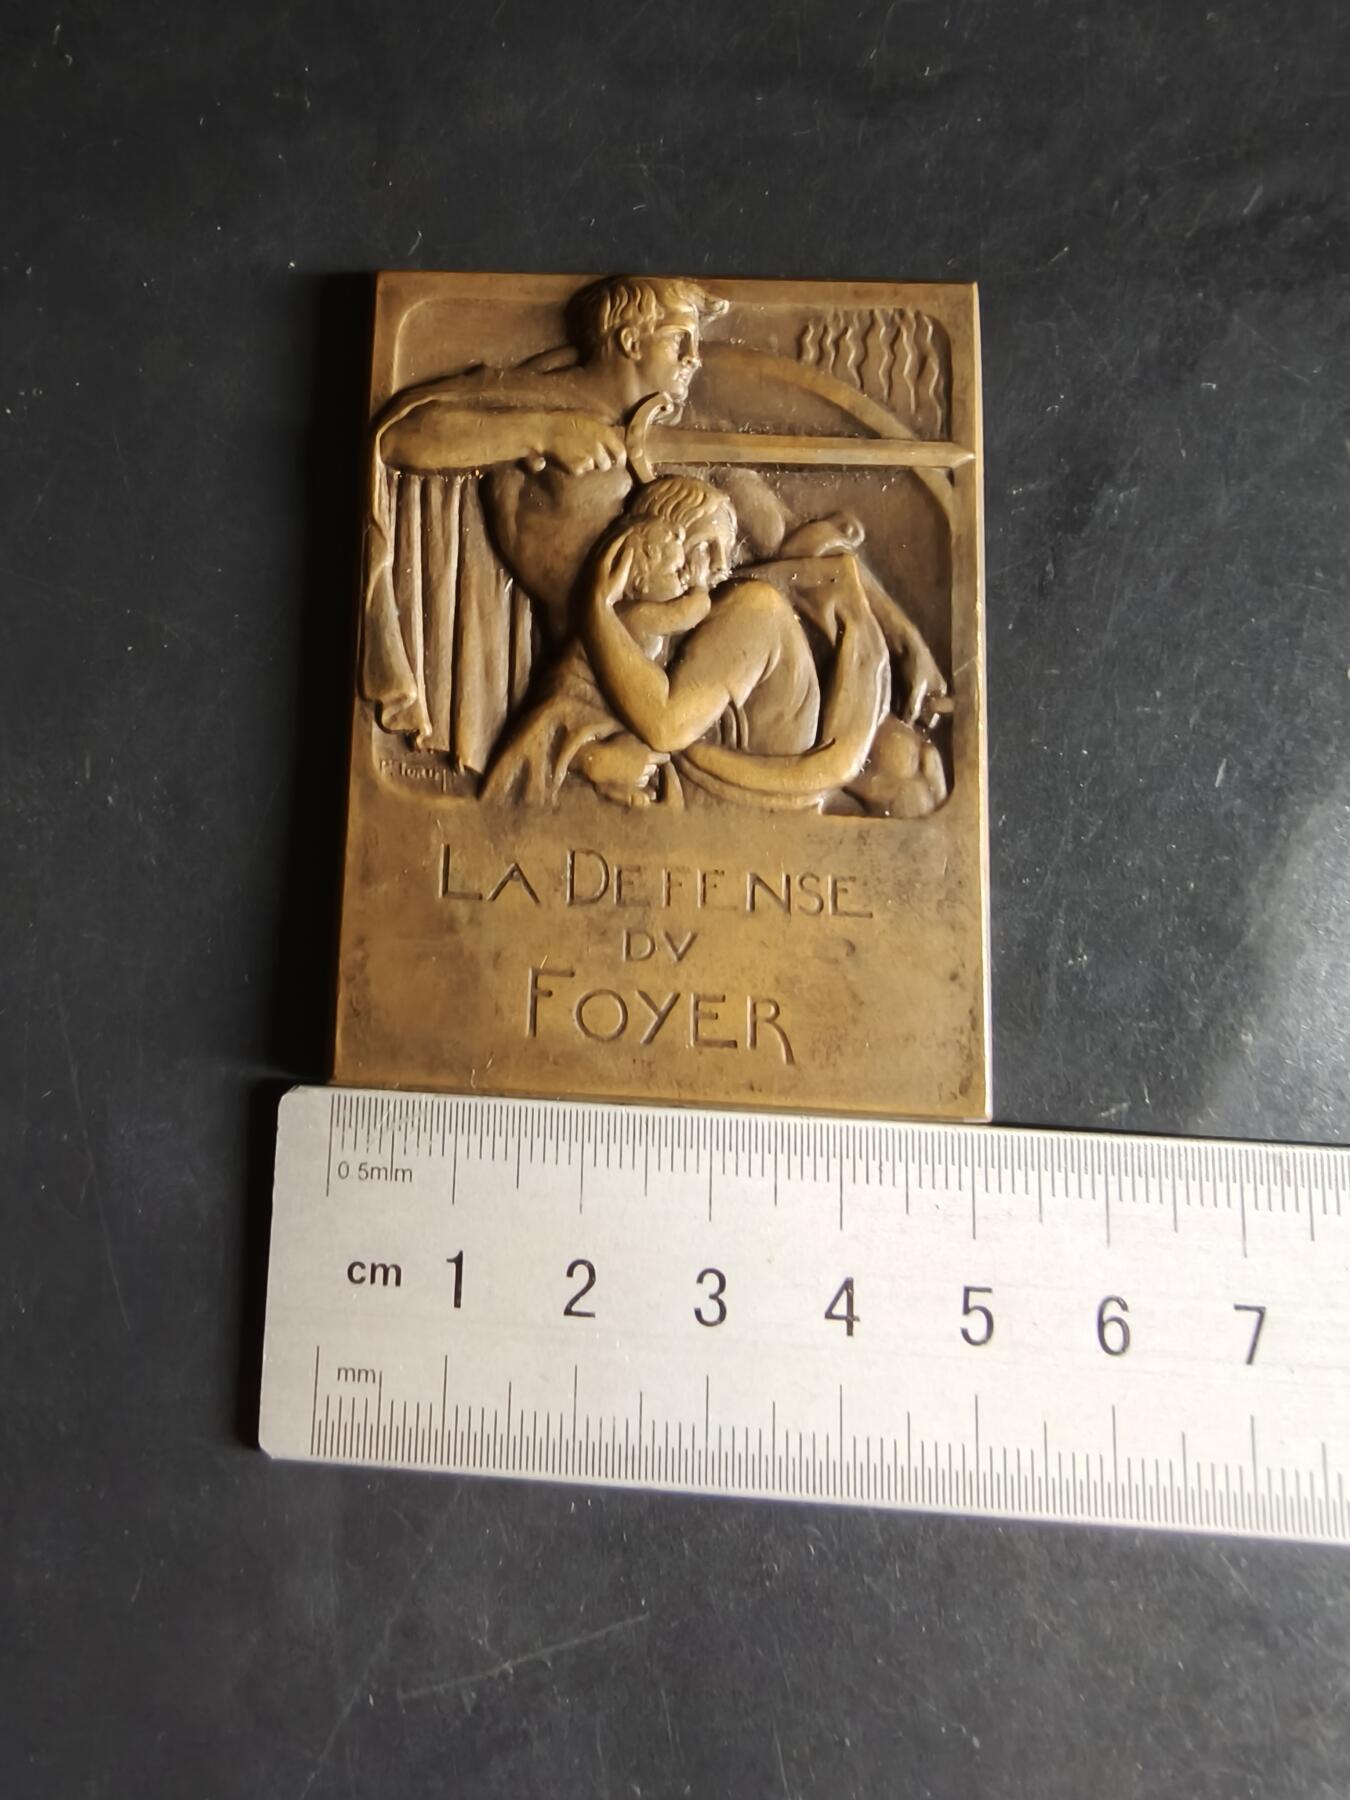 LA DEFENSE
DV
FOYER
0.5mm
cm 1 2 3 4 5 6 7
mm